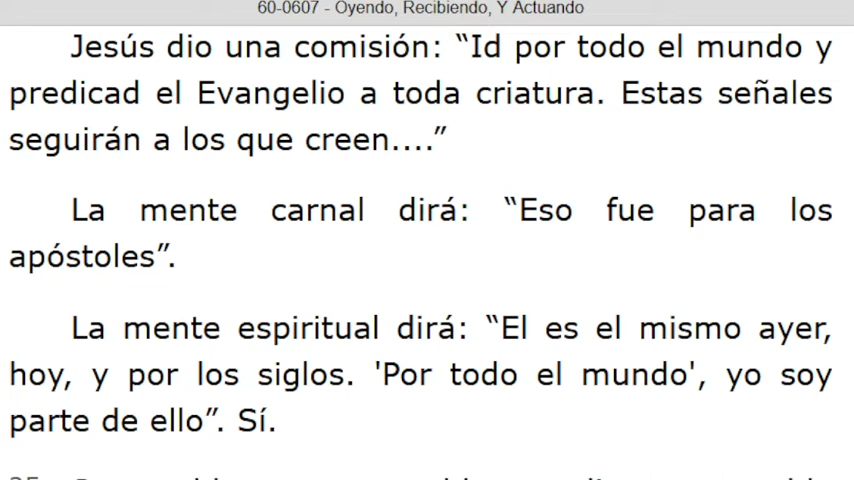 60-0607 - Oyendo, Recibiendo, Y Actuando
Jesús dio una comisión: “Id por todo el mundo y
predicad el Evangelio a toda criatura. Estas señales
seguirán a los que creen....”
La mente carnal dirá: “Eso fue para los
apóstoles”.
La mente espiritual dirá: “El es el mismo ayer,
hoy, y por los siglos. 'Por todo el mundo', yo soy
parte de ello”. Sí.